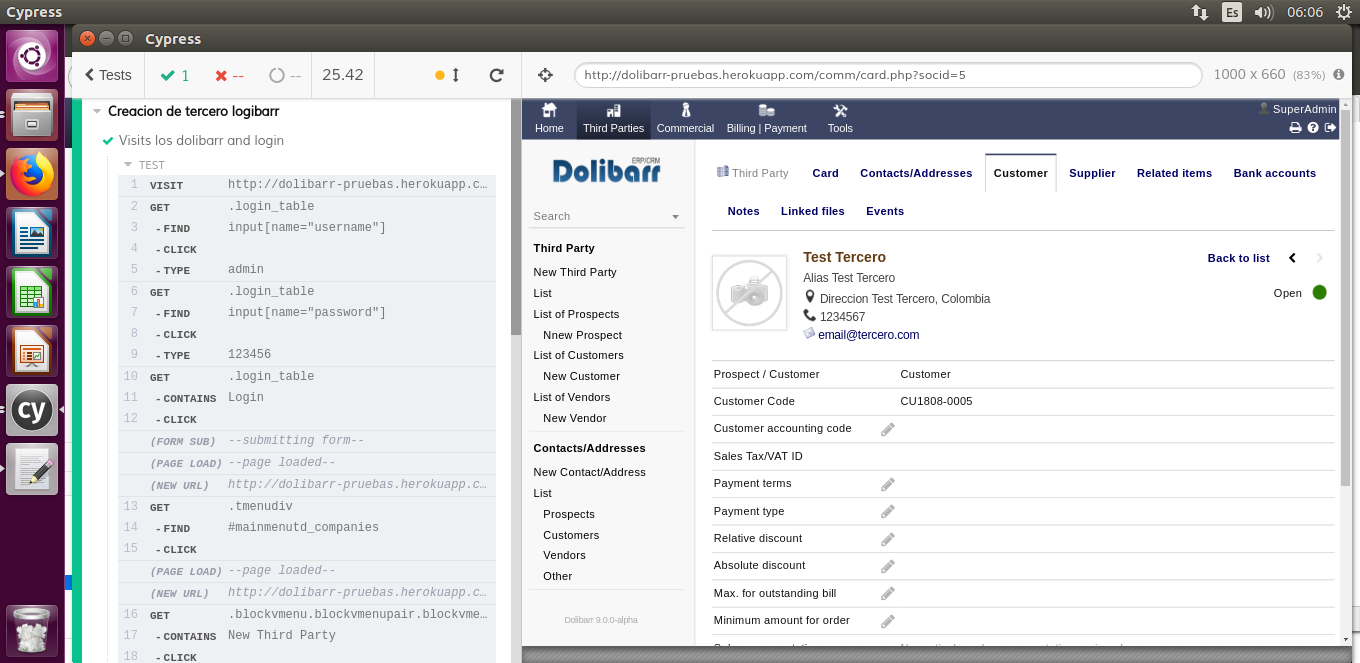 Cypress
Es
06:06
Cypress
Tests
1
--
--
25.42
http://dolibarr-pruebas.herokuapp.com/comm/card.php?socid=5
1000 x 660 (83%)
Creacion de tercero logibarr
Visits los dolibarr and login
TEST
1 VISIT http://dolibarr-pruebas.herokuapp.c…
2 GET .login_table
3 - FIND input[name="username"]
4 - CLICK
5 - TYPE admin
6 GET .login_table
7 - FIND input[name="password"]
8 - CLICK
9 - TYPE 123456
10 GET .login_table
11 - CONTAINS Login
12 - CLICK
(FORM SUB) --submitting form--
(PAGE LOAD) --page loaded--
(NEW URL) http://dolibarr-pruebas.herokuapp.c…
13 GET .tmenudiv
14 - FIND #mainmenutd_companies
15 - CLICK
(PAGE LOAD) --page loaded--
(NEW URL) http://dolibarr-pruebas.herokuapp.c…
16 GET .blockvmenu.blockvmenupair.blockvme…
17 - CONTAINS New Third Party
18 - CLICK
cy
Home
Third Parties
Commercial
Billing | Payment
Tools
SuperAdmin
Dolibarr
ERP/CRM
Search
Third Party
New Third Party
List
List of Prospects
Nnew Prospect
List of Customers
New Customer
List of Vendors
New Vendor
Contacts/Addresses
New Contact/Address
List
Prospects
Customers
Vendors
Other
Dolibarr 9.0.0-alpha
Third Party
Card
Contacts/Addresses
Customer
Supplier
Related items
Bank accounts
Notes
Linked files
Events
Test Tercero
Alias Test Tercero
Direccion Test Tercero, Colombia
1234567
email@tercero.com
Back to list
Open
Prospect / Customer Customer
Customer Code CU1808-0005
Customer accounting code
Sales Tax/VAT ID
Payment terms
Payment type
Relative discount
Absolute discount
Max. for outstanding bill
Minimum amount for order